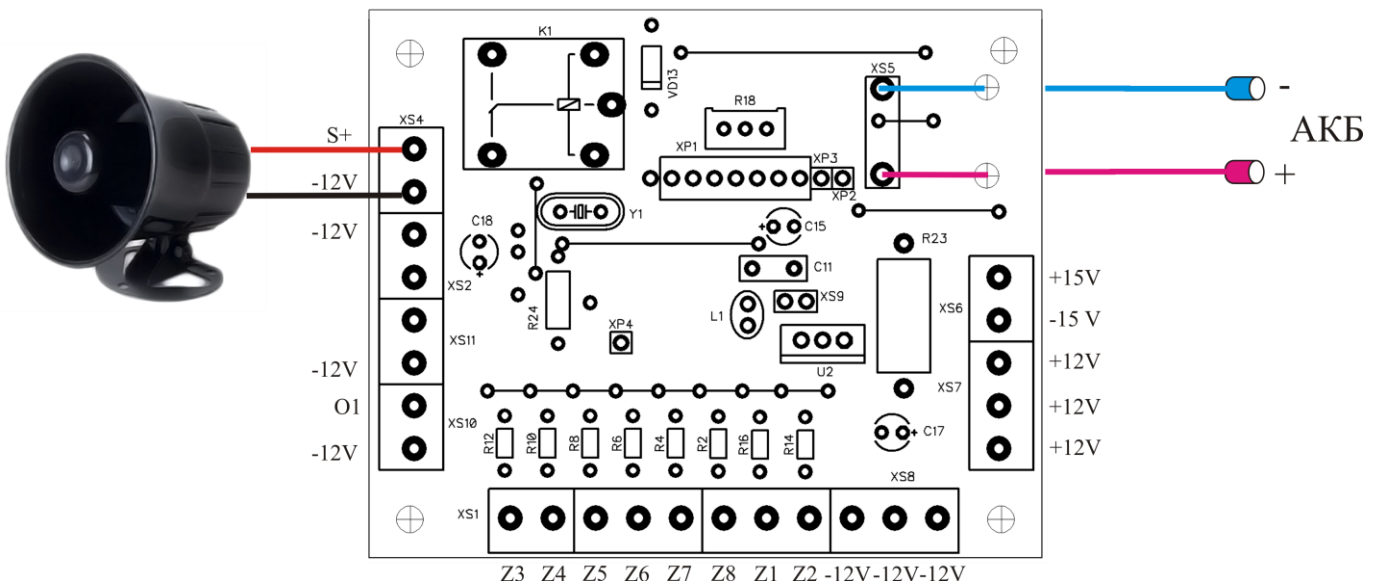 K1
VD13
XS5
-
АКБ
+
R18
XP1
XP3
XP2
XS4
S+
-12V
-12V
Y1
C18
+
+
C15
R23
C11
XS2
R24
XS9
L1
XP4
U2
XS6
+15V
-15 V
XS11
-12V
XS7
+12V
+12V
+12V
O1
XS10
-12V
R12
R10
R8
R6
R4
R2
R16
R14
+
C17
XS8
XS1
Z3 Z4 Z5 Z6 Z7 Z8 Z1 Z2 -12V-12V-12V